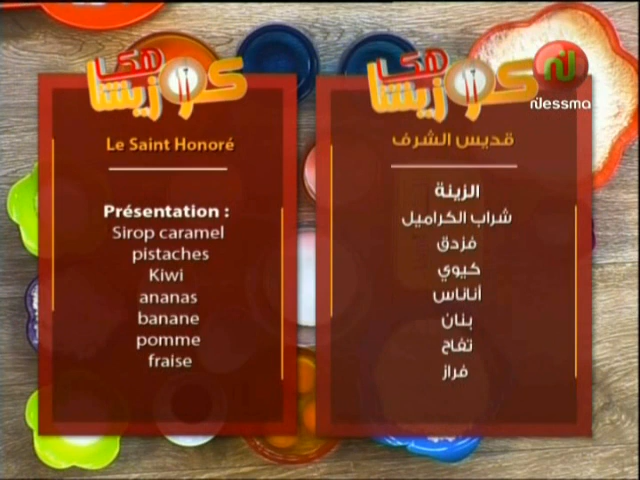 هكا
كوزينتنا
Le Saint Honoré
Présentation :
Sirop caramel
pistaches
Kiwi
ananas
banane
pomme
fraise
هكا
قديس الشرف
الزينة
شراب الكراميل
فزدق
كيوي
أناناس
بنان
تفاح
فراز
nessma